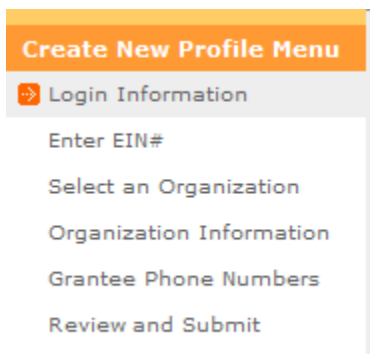 Create New Profile Menu
Login Information
Enter EIN#
Select an Organization
Organization Information
Grantee Phone Numbers
Review and Submit